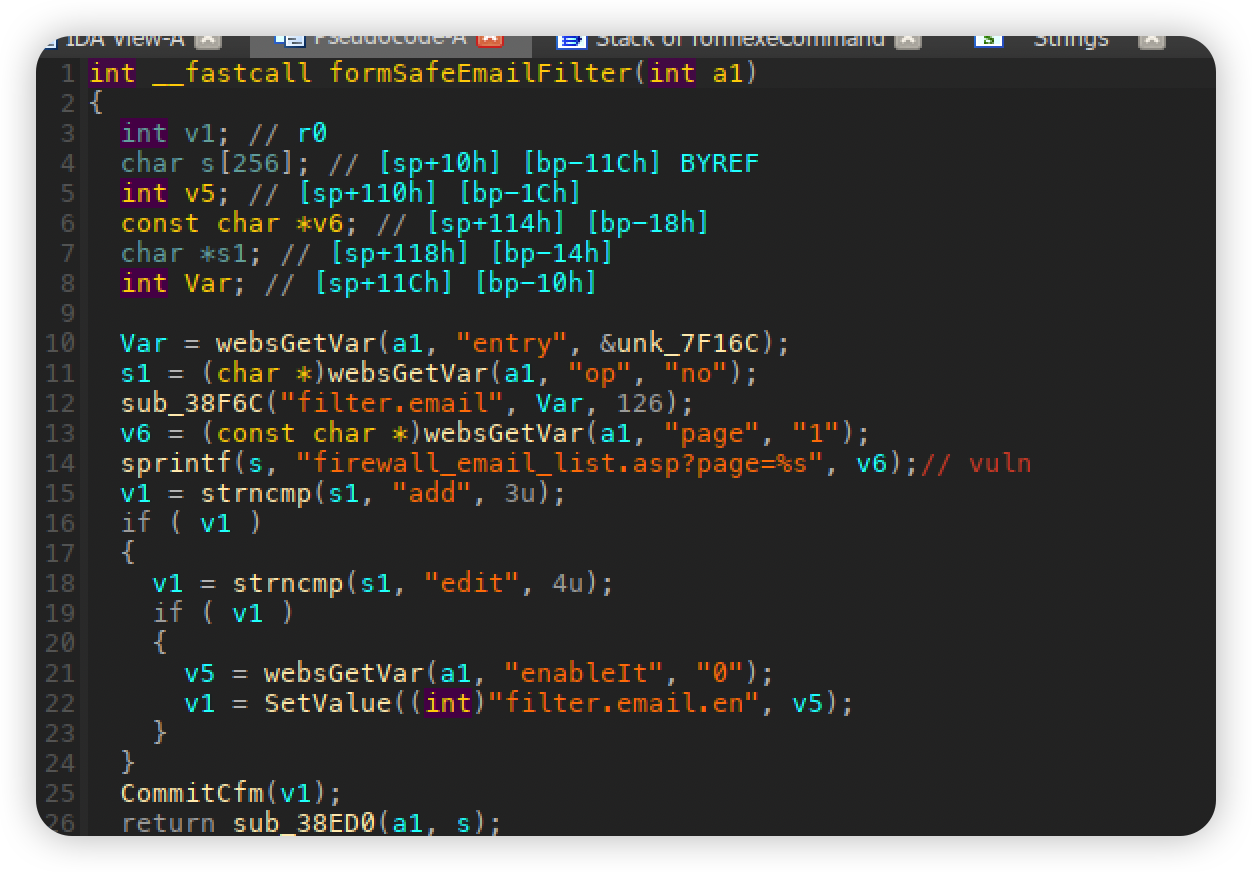 IDA View-A Pseudocode-A Stack of formexeCommand Strings
1 int __fastcall formSafeEmailFilter(int a1)
2 {
3 int v1; // r0
4 char s[256]; // [sp+10h] [bp-11Ch] BYREF
5 int v5; // [sp+110h] [bp-1Ch]
6 const char *v6; // [sp+114h] [bp-18h]
7 char *s1; // [sp+118h] [bp-14h]
8 int Var; // [sp+11Ch] [bp-10h]
9
10 Var = websGetVar(a1, "entry", &unk_7F16C);
11 s1 = (char *)websGetVar(a1, "op", "no");
12 sub_38F6C("filter.email", Var, 126);
13 v6 = (const char *)websGetVar(a1, "page", "1");
14 sprintf(s, "firewall_email_list.asp?page=%s", v6);// vuln
15 v1 = strncmp(s1, "add", 3u);
16 if ( v1 )
17 {
18 v1 = strncmp(s1, "edit", 4u);
19 if ( v1 )
20 {
21 v5 = websGetVar(a1, "enableIt", "0");
22 v1 = SetValue((int)"filter.email.en", v5);
23 }
24 }
25 CommitCfm(v1);
26 return sub_38ED0(a1, s);